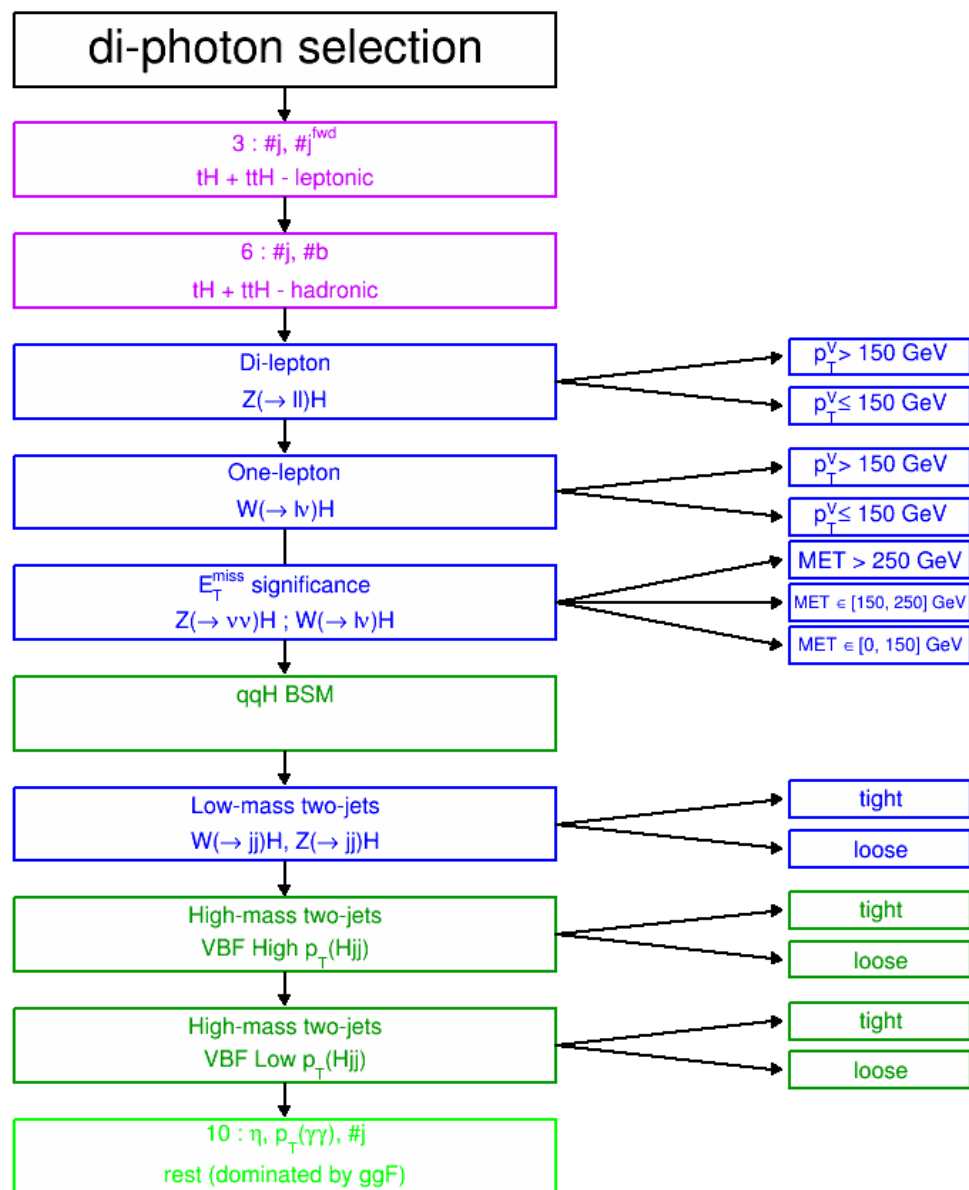 di-photon selection
3 : #j, #j^fwd
tH + ttH - leptonic
6 : #j, #b
tH + ttH - hadronic
Di-lepton
Z(→ ll)H
p_T^V > 150 GeV
p_T^V ≤ 150 GeV
One-lepton
W(→ lν)H
p_T^V > 150 GeV
p_T^V ≤ 150 GeV
E_T^miss significance
Z(→ νν)H ; W(→ lν)H
MET > 250 GeV
MET ∈ [150, 250] GeV
MET ∈ [0, 150] GeV
qqH BSM
Low-mass two-jets
W(→ jj)H, Z(→ jj)H
tight
loose
High-mass two-jets
VBF High p_T(Hjj)
tight
loose
High-mass two-jets
VBF Low p_T(Hjj)
tight
loose
10 : η, p_T(γγ), #j
rest (dominated by ggF)